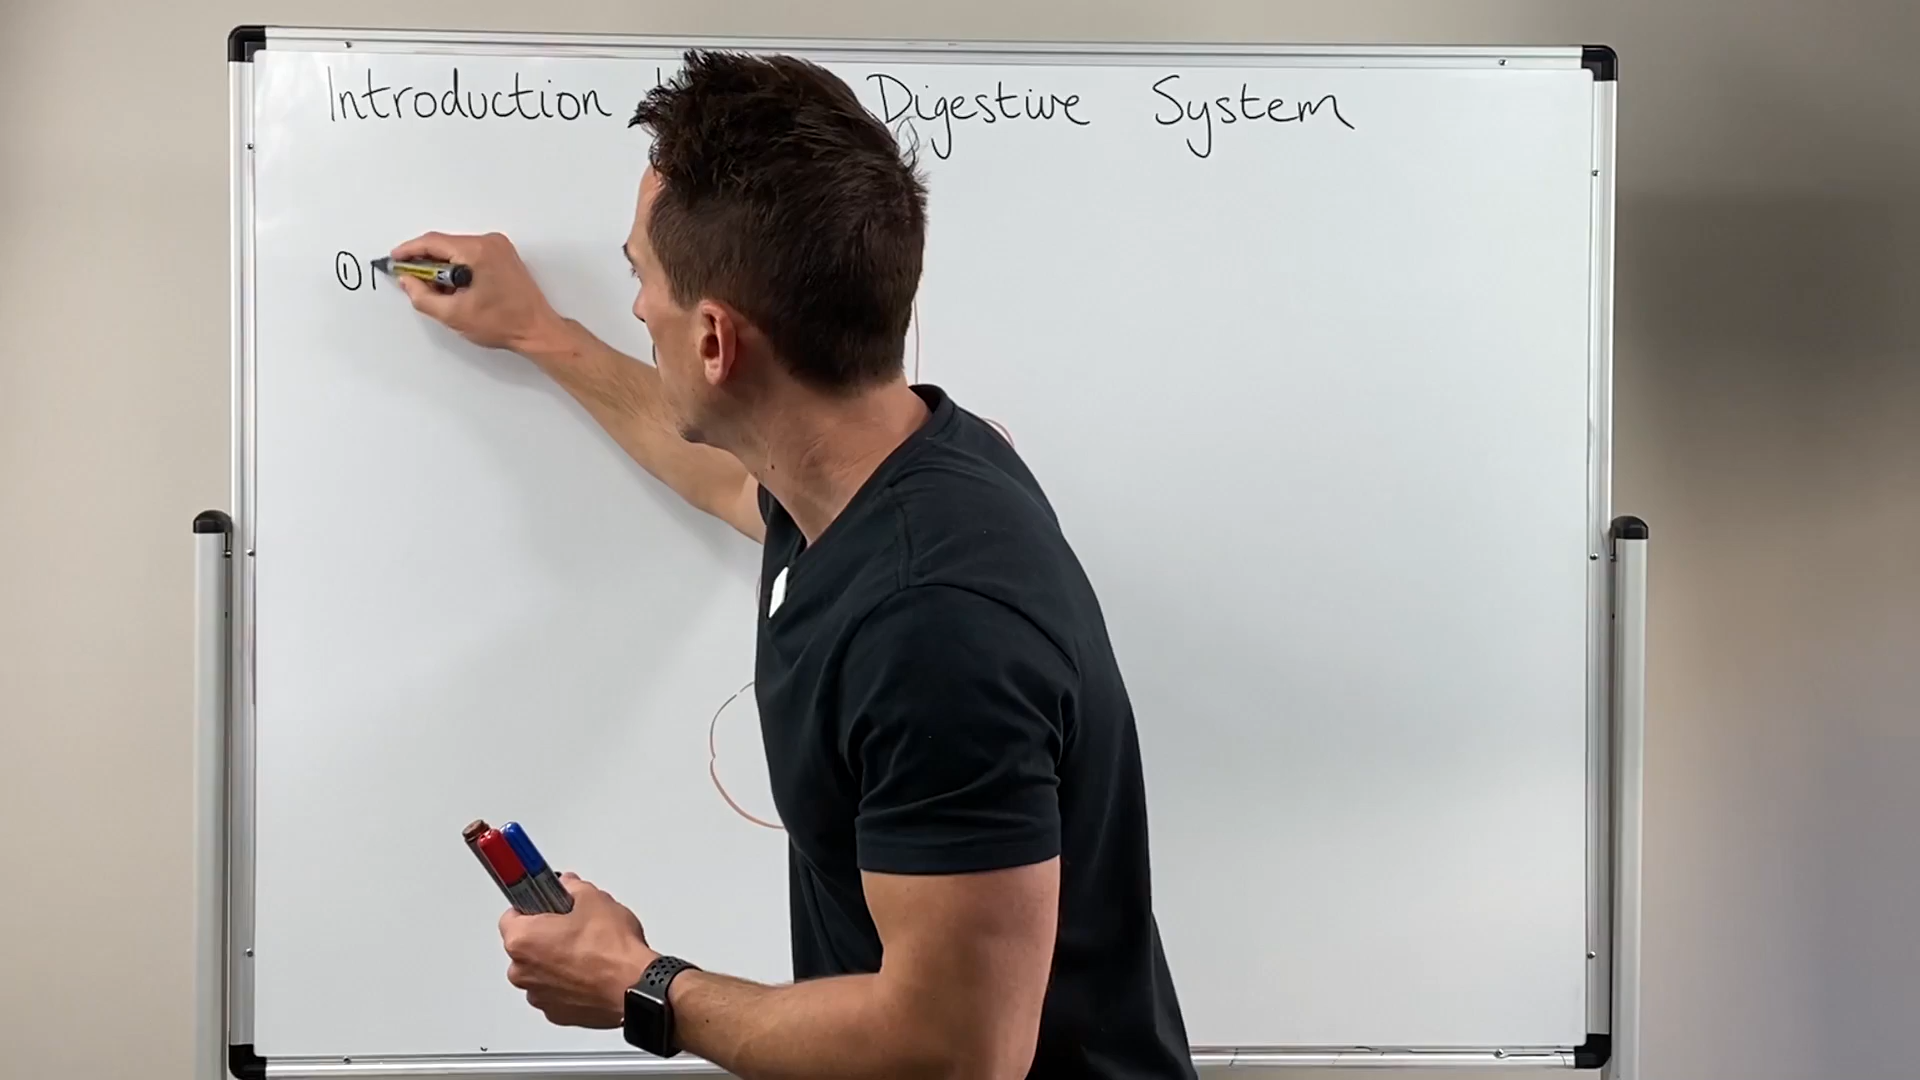 Introduction Digestive System
①